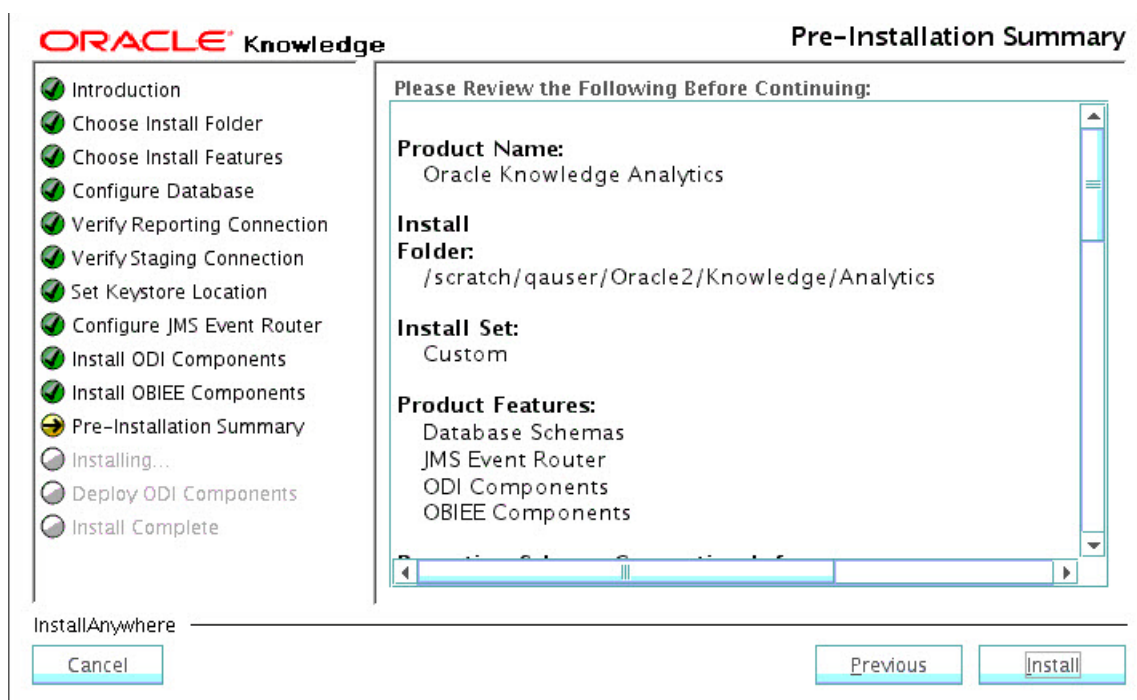 ORACLE Knowledge
Pre-Installation Summary
Introduction
Choose Install Folder
Choose Install Features
Configure Database
Verify Reporting Connection
Verify Staging Connection
Set Keystore Location
Configure JMS Event Router
Install ODI Components
Install OBIEE Components
Pre-Installation Summary
Installing...
Deploy ODI Components
Install Complete
Please Review the Following Before Continuing:
Product Name:
Oracle Knowledge Analytics
Install
Folder:
/scratch/qauser/Oracle2/Knowledge/Analytics
Install Set:
Custom
Product Features:
Database Schemas
JMS Event Router
ODI Components
OBIEE Components
InstallAnywhere
Cancel
Previous
Install